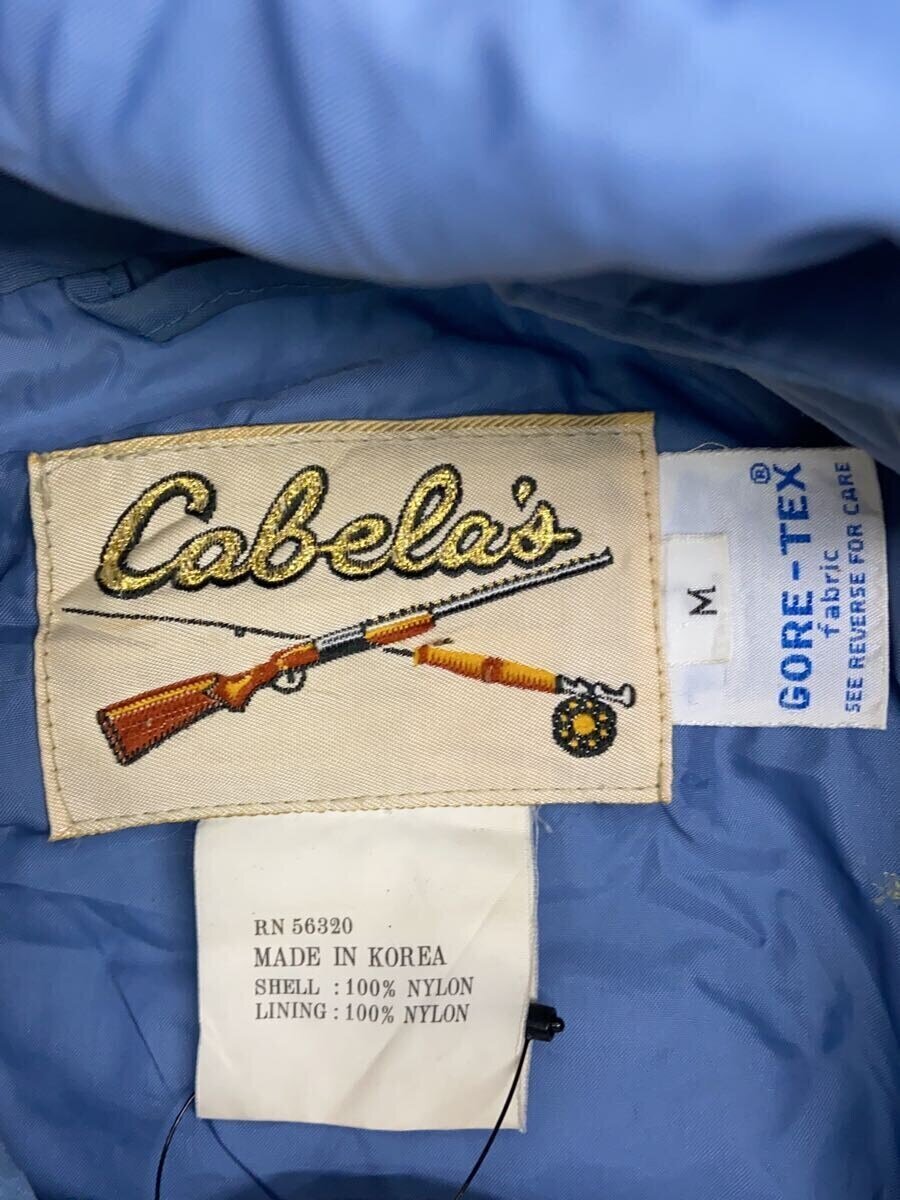 Cabela's
M
GORE-TEX®
fabric
SEE REVERSE FOR CARE
RN 56320
MADE IN KOREA
SHELL : 100% NYLON
LINING : 100% NYLON